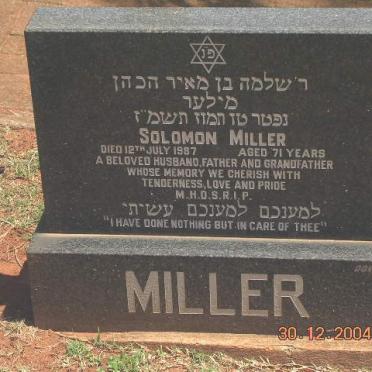 פנ
ר' שלמה בן מאיר הכהן
מילער
נפטר טז תמוז תשמ"ז
SOLOMON MILLER
DIED 12TH JULY 1987 AGED 71 YEARS
A BELOVED HUSBAND, FATHER AND GRANDFATHER
WHOSE MEMORY WE CHERISH WITH
TENDERNESS, LOVE AND PRIDE
M.H.D.S.R.I.P.
למענכם למענכם עשיתי
"I HAVE DONE NOTHING BUT IN CARE OF THEE"
MILLER
30.12.2004